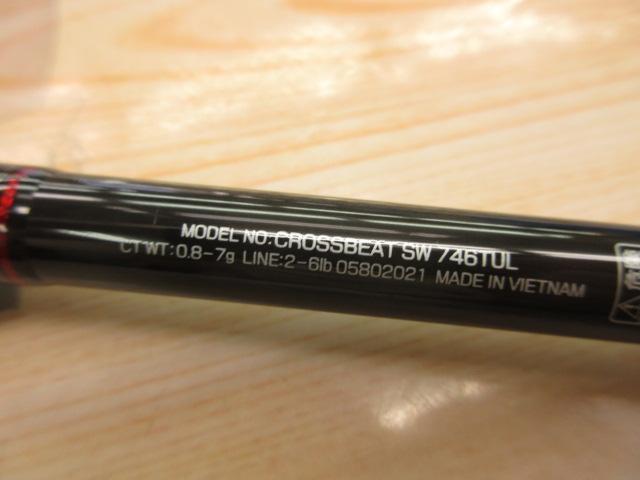 MODEL NO:CROSSBEAT SW 746TUL
CT WT:0.8-7g LINE:2-6lb 05802021 MADE IN VIETNAM